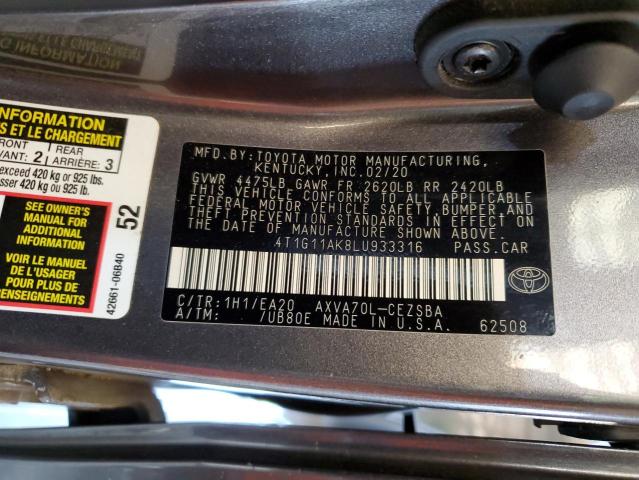 INFORMATION
S ET LE CHARGEMENT
FRONT
AVANT: 2
REAR
ARRIÈRE: 3
exceed 420 kg or 925 lbs.
sser 420 kg ou 925 lb.
SEE OWNER'S
MANUAL FOR
ADDITIONAL
INFORMATION
VOIR LE MANUEL
DE L'USAGER
POUR PLUS DE
RENSEIGNEMENTS
52
42661-06B40
MFD.BY:TOYOTA MOTOR MANUFACTURING,
KENTUCKY,INC.02/20
GVWR 4425LB GAWR FR 2620LB RR 2420LB
THIS VEHICLE CONFORMS TO ALL APPLICABLE
FEDERAL MOTOR VEHICLE SAFETY,BUMPER,AND
THEFT PREVENTION STANDARDS IN EFFECT ON
THE DATE OF MANUFACTURE SHOWN ABOVE.
4T1G11AK8LU933316 PASS.CAR
TOYOTA
C/TR:1H1/EA20 AXVA70L-CEZSBA
A/TM: /UB80E MADE IN U.S.A. 62508